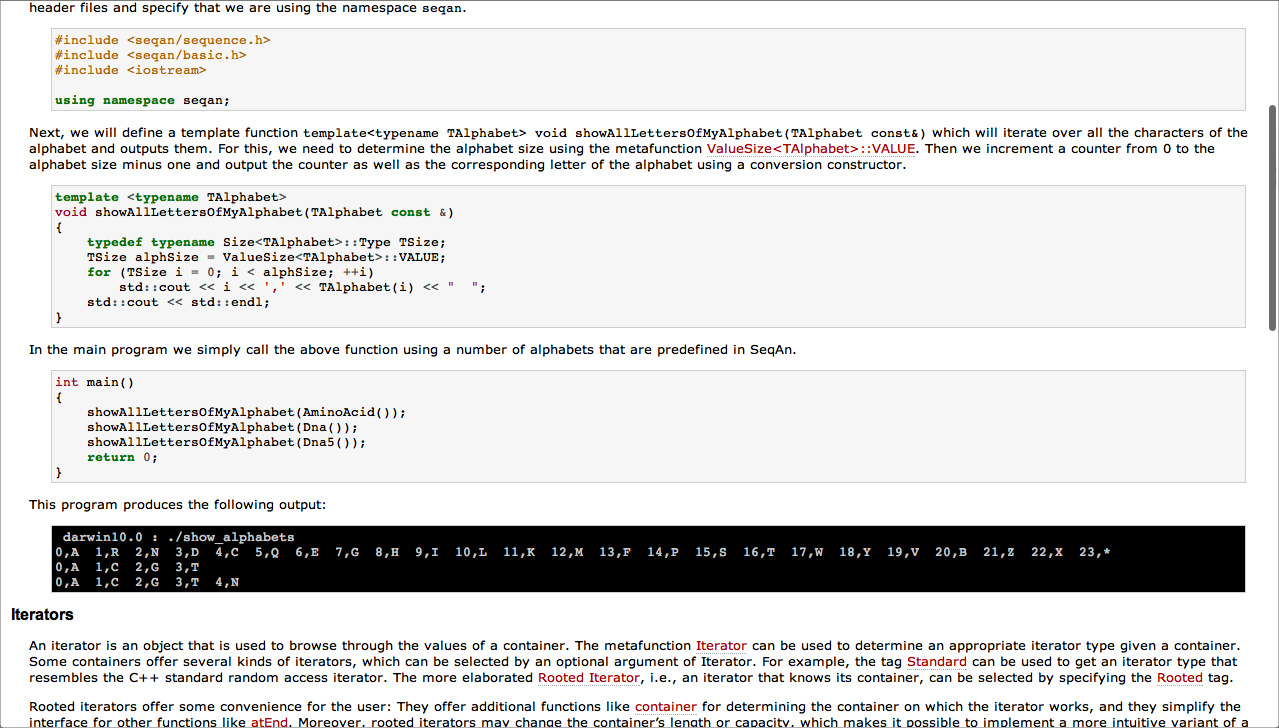 header files and specify that we are using the namespace seqan.
#include <seqan/sequence.h>
#include <seqan/basic.h>
#include <iostream>
using namespace seqan;
Next, we will define a template function template<typename TAlphabet> void showAllLettersOfMyAlphabet(TAlphabet const&) which will iterate over all the characters of the
alphabet and outputs them. For this, we need to determine the alphabet size using the metafunction ValueSize<TAlphabet>::VALUE. Then we increment a counter from 0 to the
alphabet size minus one and output the counter as well as the corresponding letter of the alphabet using a conversion constructor.
template <typename TAlphabet>
void showAllLettersOfMyAlphabet(TAlphabet const &)
{
    typedef typename Size<TAlphabet>::Type TSize;
    TSize alphSize = ValueSize<TAlphabet>::VALUE;
    for (TSize i = 0; i < alphSize; ++i)
        std::cout << i << ',' << TAlphabet(i) << "  ";
    std::cout << std::endl;
}
In the main program we simply call the above function using a number of alphabets that are predefined in SeqAn.
int main()
{
    showAllLettersOfMyAlphabet(AminoAcid());
    showAllLettersOfMyAlphabet(Dna());
    showAllLettersOfMyAlphabet(Dna5());
    return 0;
}
This program produces the following output:
darwin10.0 : ./show_alphabets
0,A  1,R  2,N  3,D  4,C  5,Q  6,E  7,G  8,H  9,I  10,L  11,K  12,M  13,F  14,P  15,S  16,T  17,W  18,Y  19,V  20,B  21,Z  22,X  23,*
0,A  1,C  2,G  3,T
0,A  1,C  2,G  3,T  4,N
Iterators
An iterator is an object that is used to browse through the values of a container. The metafunction Iterator can be used to determine an appropriate iterator type given a container.
Some containers offer several kinds of iterators, which can be selected by an optional argument of Iterator. For example, the tag Standard can be used to get an iterator type that
resembles the C++ standard random access iterator. The more elaborated Rooted Iterator, i.e., an iterator that knows its container, can be selected by specifying the Rooted tag.
Rooted iterators offer some convenience for the user: They offer additional functions like container for determining the container on which the iterator works, and they simplify the
interface for other functions like atEnd. Moreover, rooted iterators may change the container's length or capacity, which makes it possible to implement a more intuitive variant of a